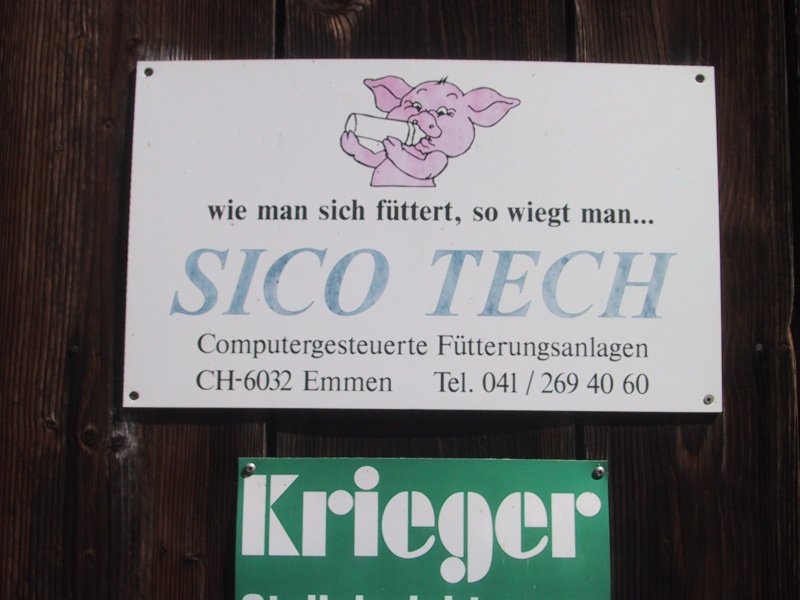 wie man sich füttert, so wiegt man...
SICO TECH
Computergesteuerte Fütterungsanlagen
CH-6032 Emmen Tel. 041 / 269 40 60
Krieger